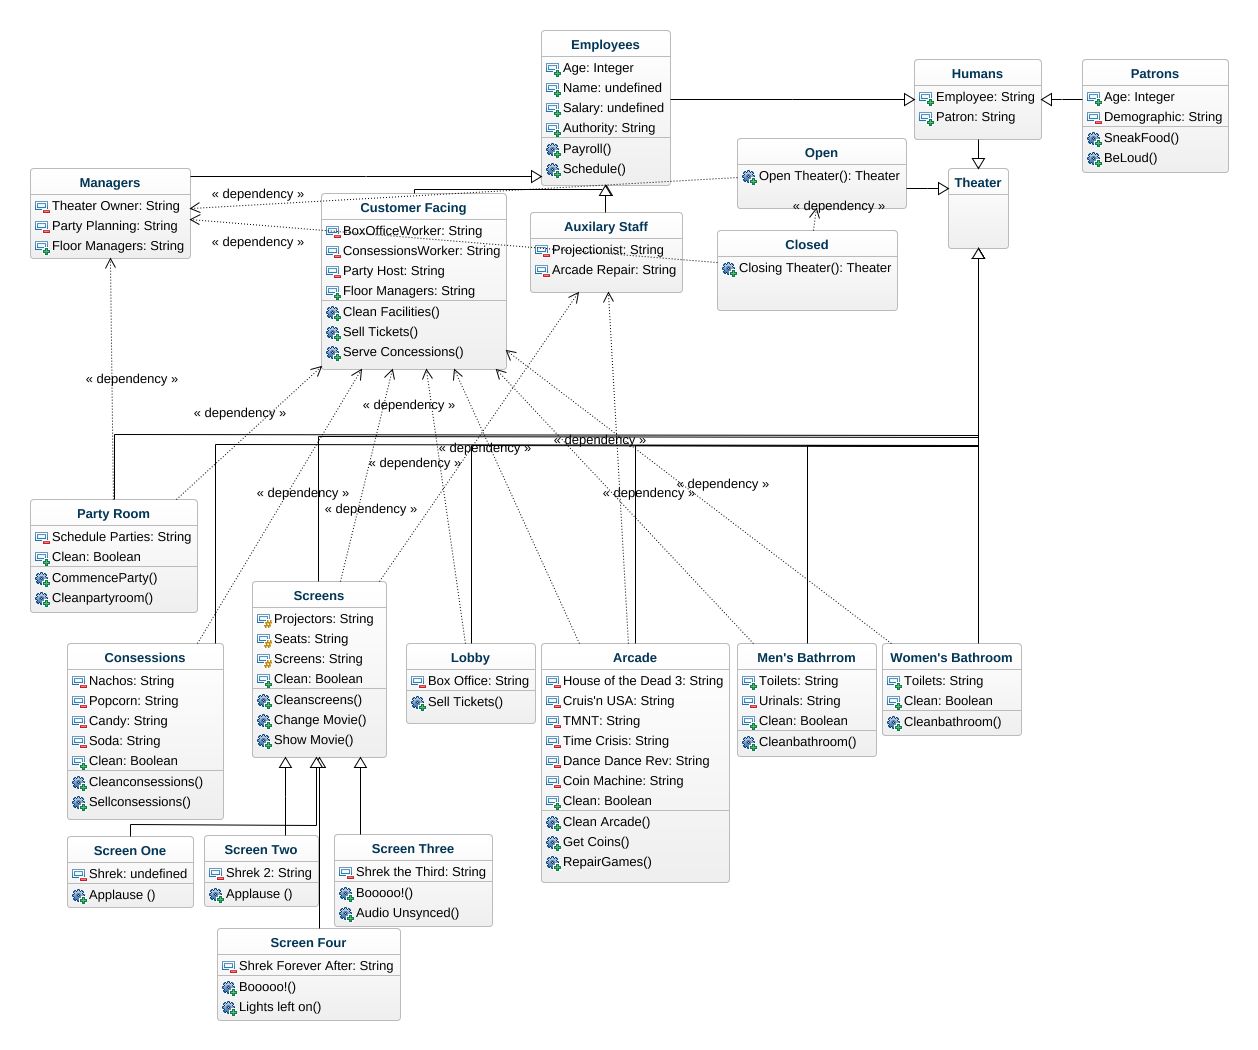 Employees
Age: Integer
Name: undefined
Salary: undefined
Authority: String
Payroll()
Schedule()
Humans
Employee: String
Patron: String
Patrons
Age: Integer
Demographic: String
SneakFood()
BeLoud()
Open
Open Theater(): Theater
« dependency »
Theater
Managers
Theater Owner: String
Party Planning: String
Floor Managers: String
« dependency »
« dependency »
Customer Facing
BoxOfficeWorker: String
ConsessionsWorker: String
Party Host: String
Floor Managers: String
Clean Facilities()
Sell Tickets()
Serve Concessions()
Auxilary Staff
Projectionist: String
Arcade Repair: String
Closed
Closing Theater(): Theater
« dependency »
« dependency »
« dependency »
« dependency »
« dependency »
« dependency »
« dependency »
« dependency »
« dependency »
« dependency »
Party Room
Schedule Parties: String
Clean: Boolean
CommenceParty()
Cleanpartyroom()
Consessions
Nachos: String
Popcorn: String
Candy: String
Soda: String
Clean: Boolean
Cleanconsessions()
Sellconsessions()
Screens
Projectors: String
Seats: String
Screens: String
Clean: Boolean
Cleanscreens()
Change Movie()
Show Movie()
Lobby
Box Office: String
Sell Tickets()
Arcade
House of the Dead 3: String
Cruis'n USA: String
TMNT: String
Time Crisis: String
Dance Dance Rev: String
Coin Machine: String
Clean: Boolean
Clean Arcade()
Get Coins()
RepairGames()
Men's Bathrrom
Toilets: String
Urinals: String
Clean: Boolean
Cleanbathroom()
Women's Bathroom
Toilets: String
Clean: Boolean
Cleanbathroom()
Screen One
Shrek: undefined
Applause ()
Screen Two
Shrek 2: String
Applause ()
Screen Three
Shrek the Third: String
Booooo!()
Audio Unsynced()
Screen Four
Shrek Forever After: String
Booooo!()
Lights left on()